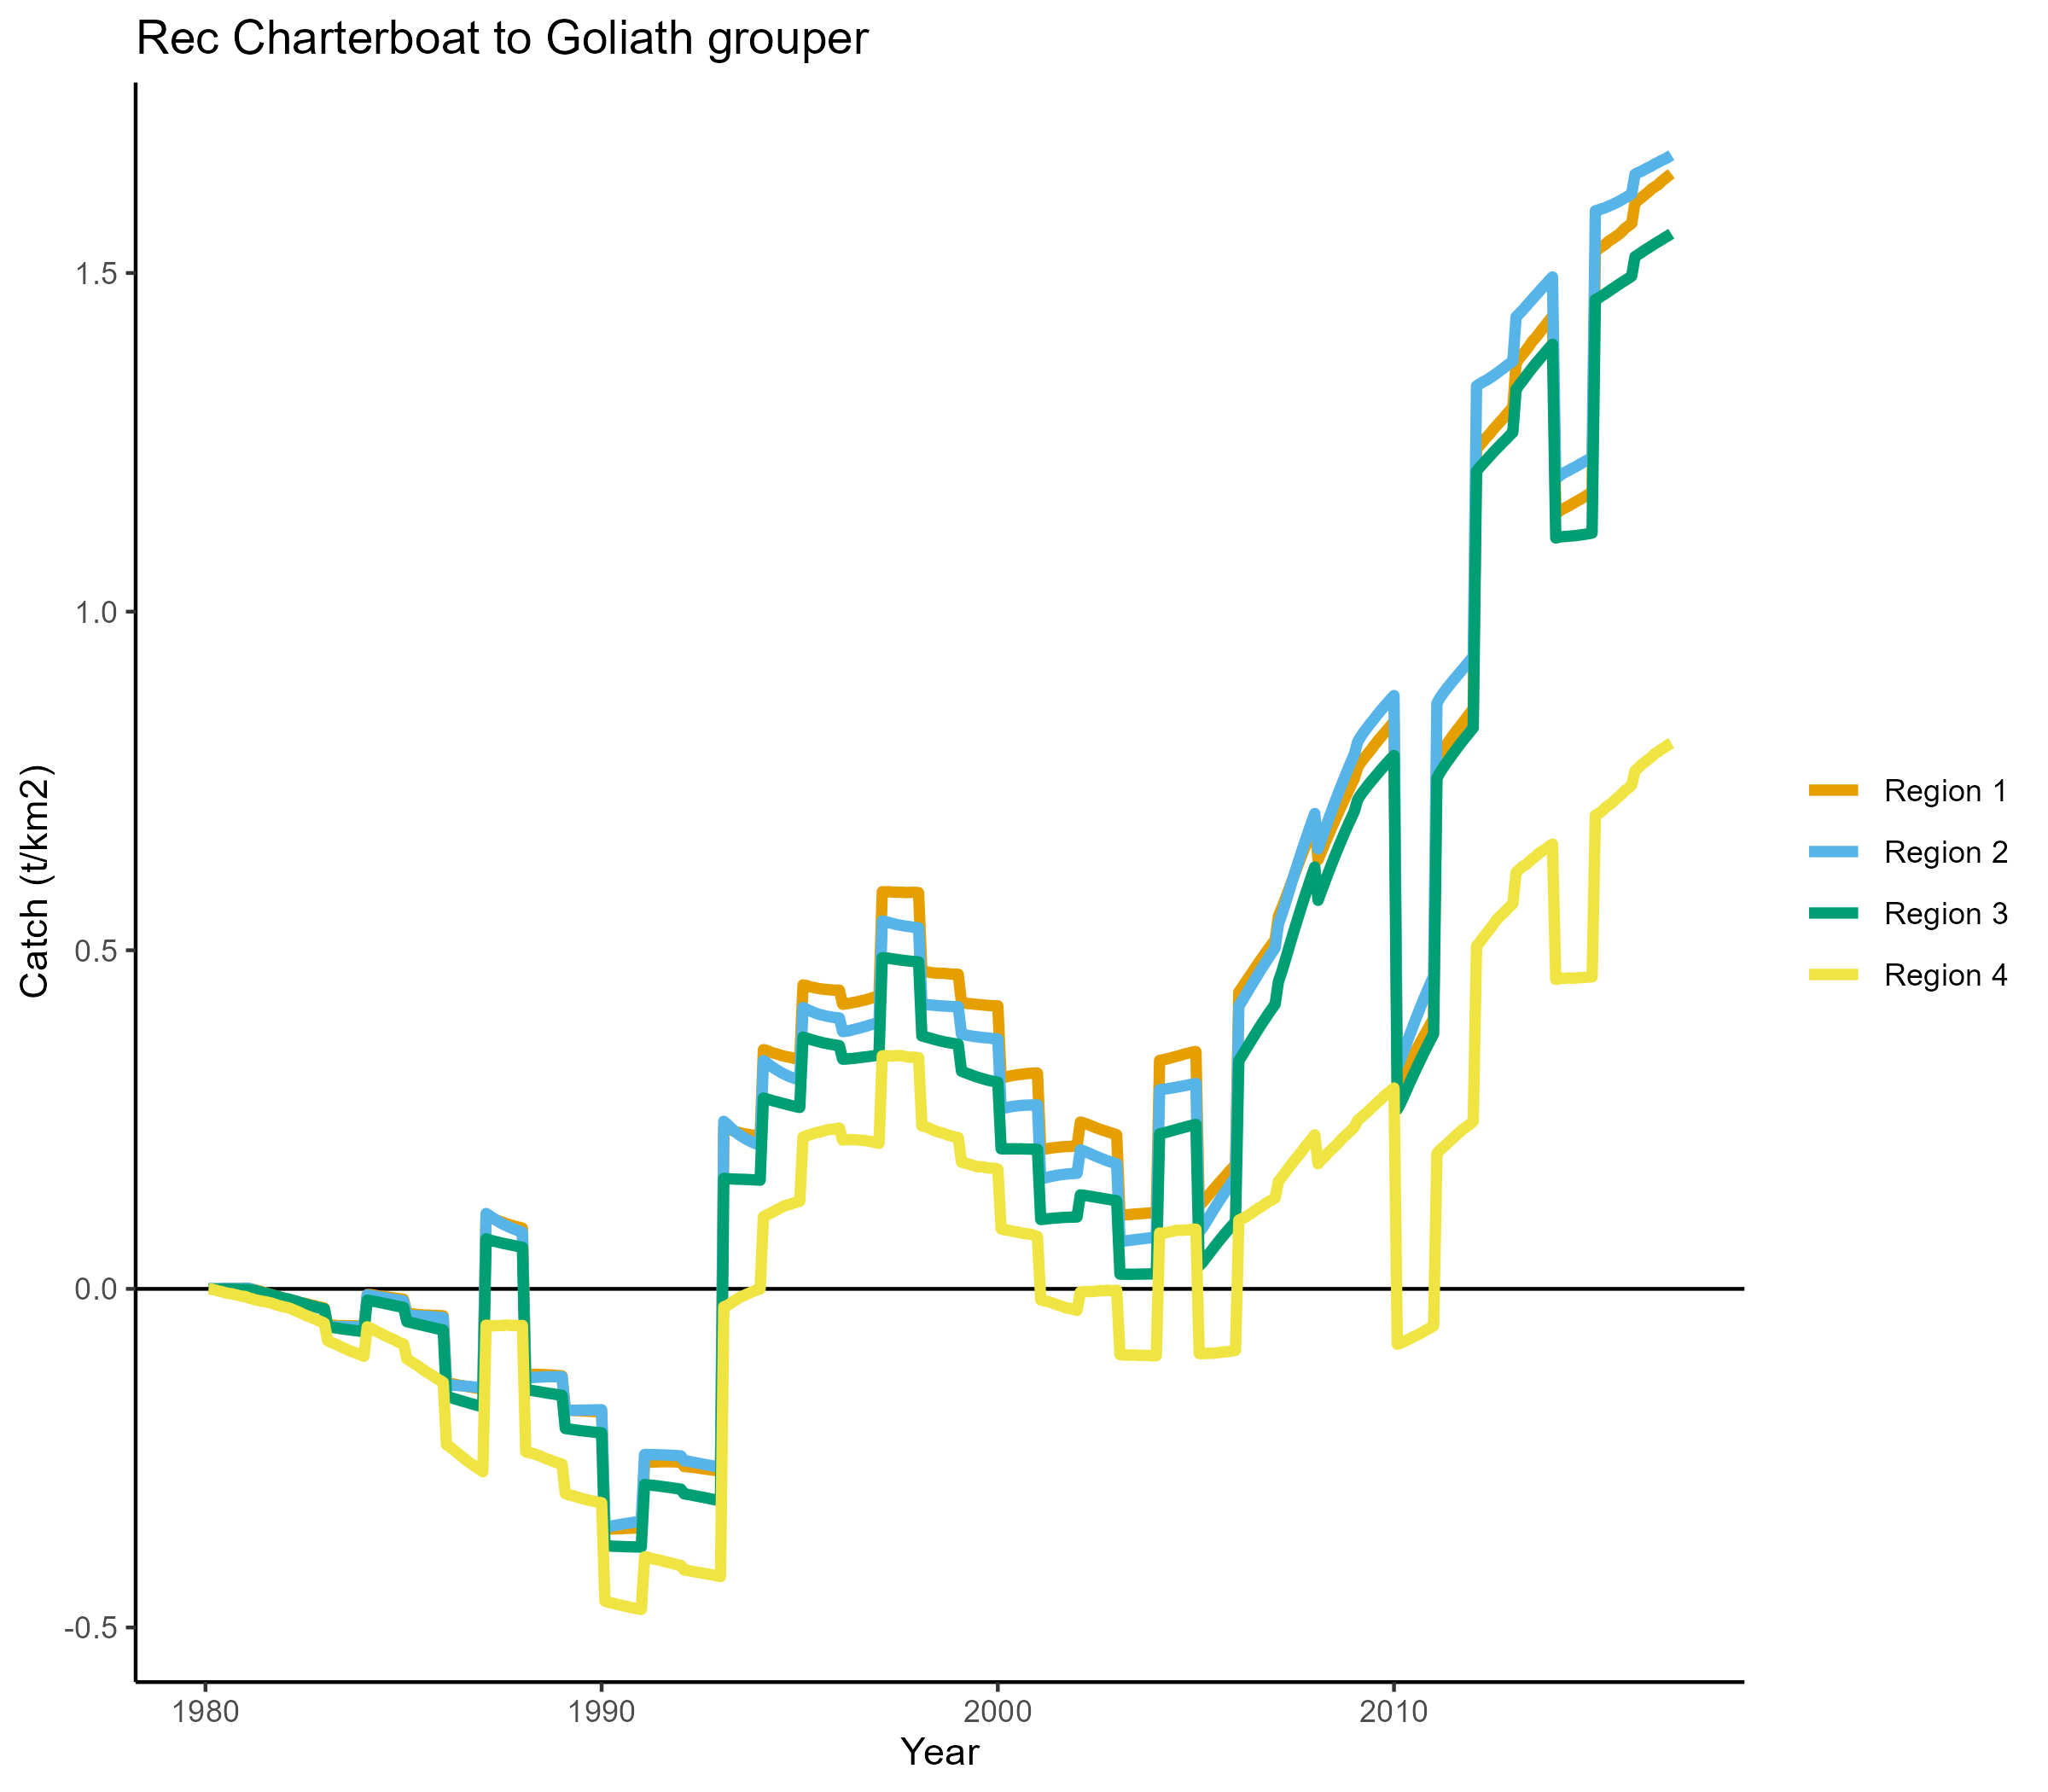 Rec Charterboat to Goliath grouper
Catch (t/km2)
1.5
1.0
0.5
0.0
-0.5
1980
1990
2000
2010
Year
Region 1
Region 2
Region 3
Region 4